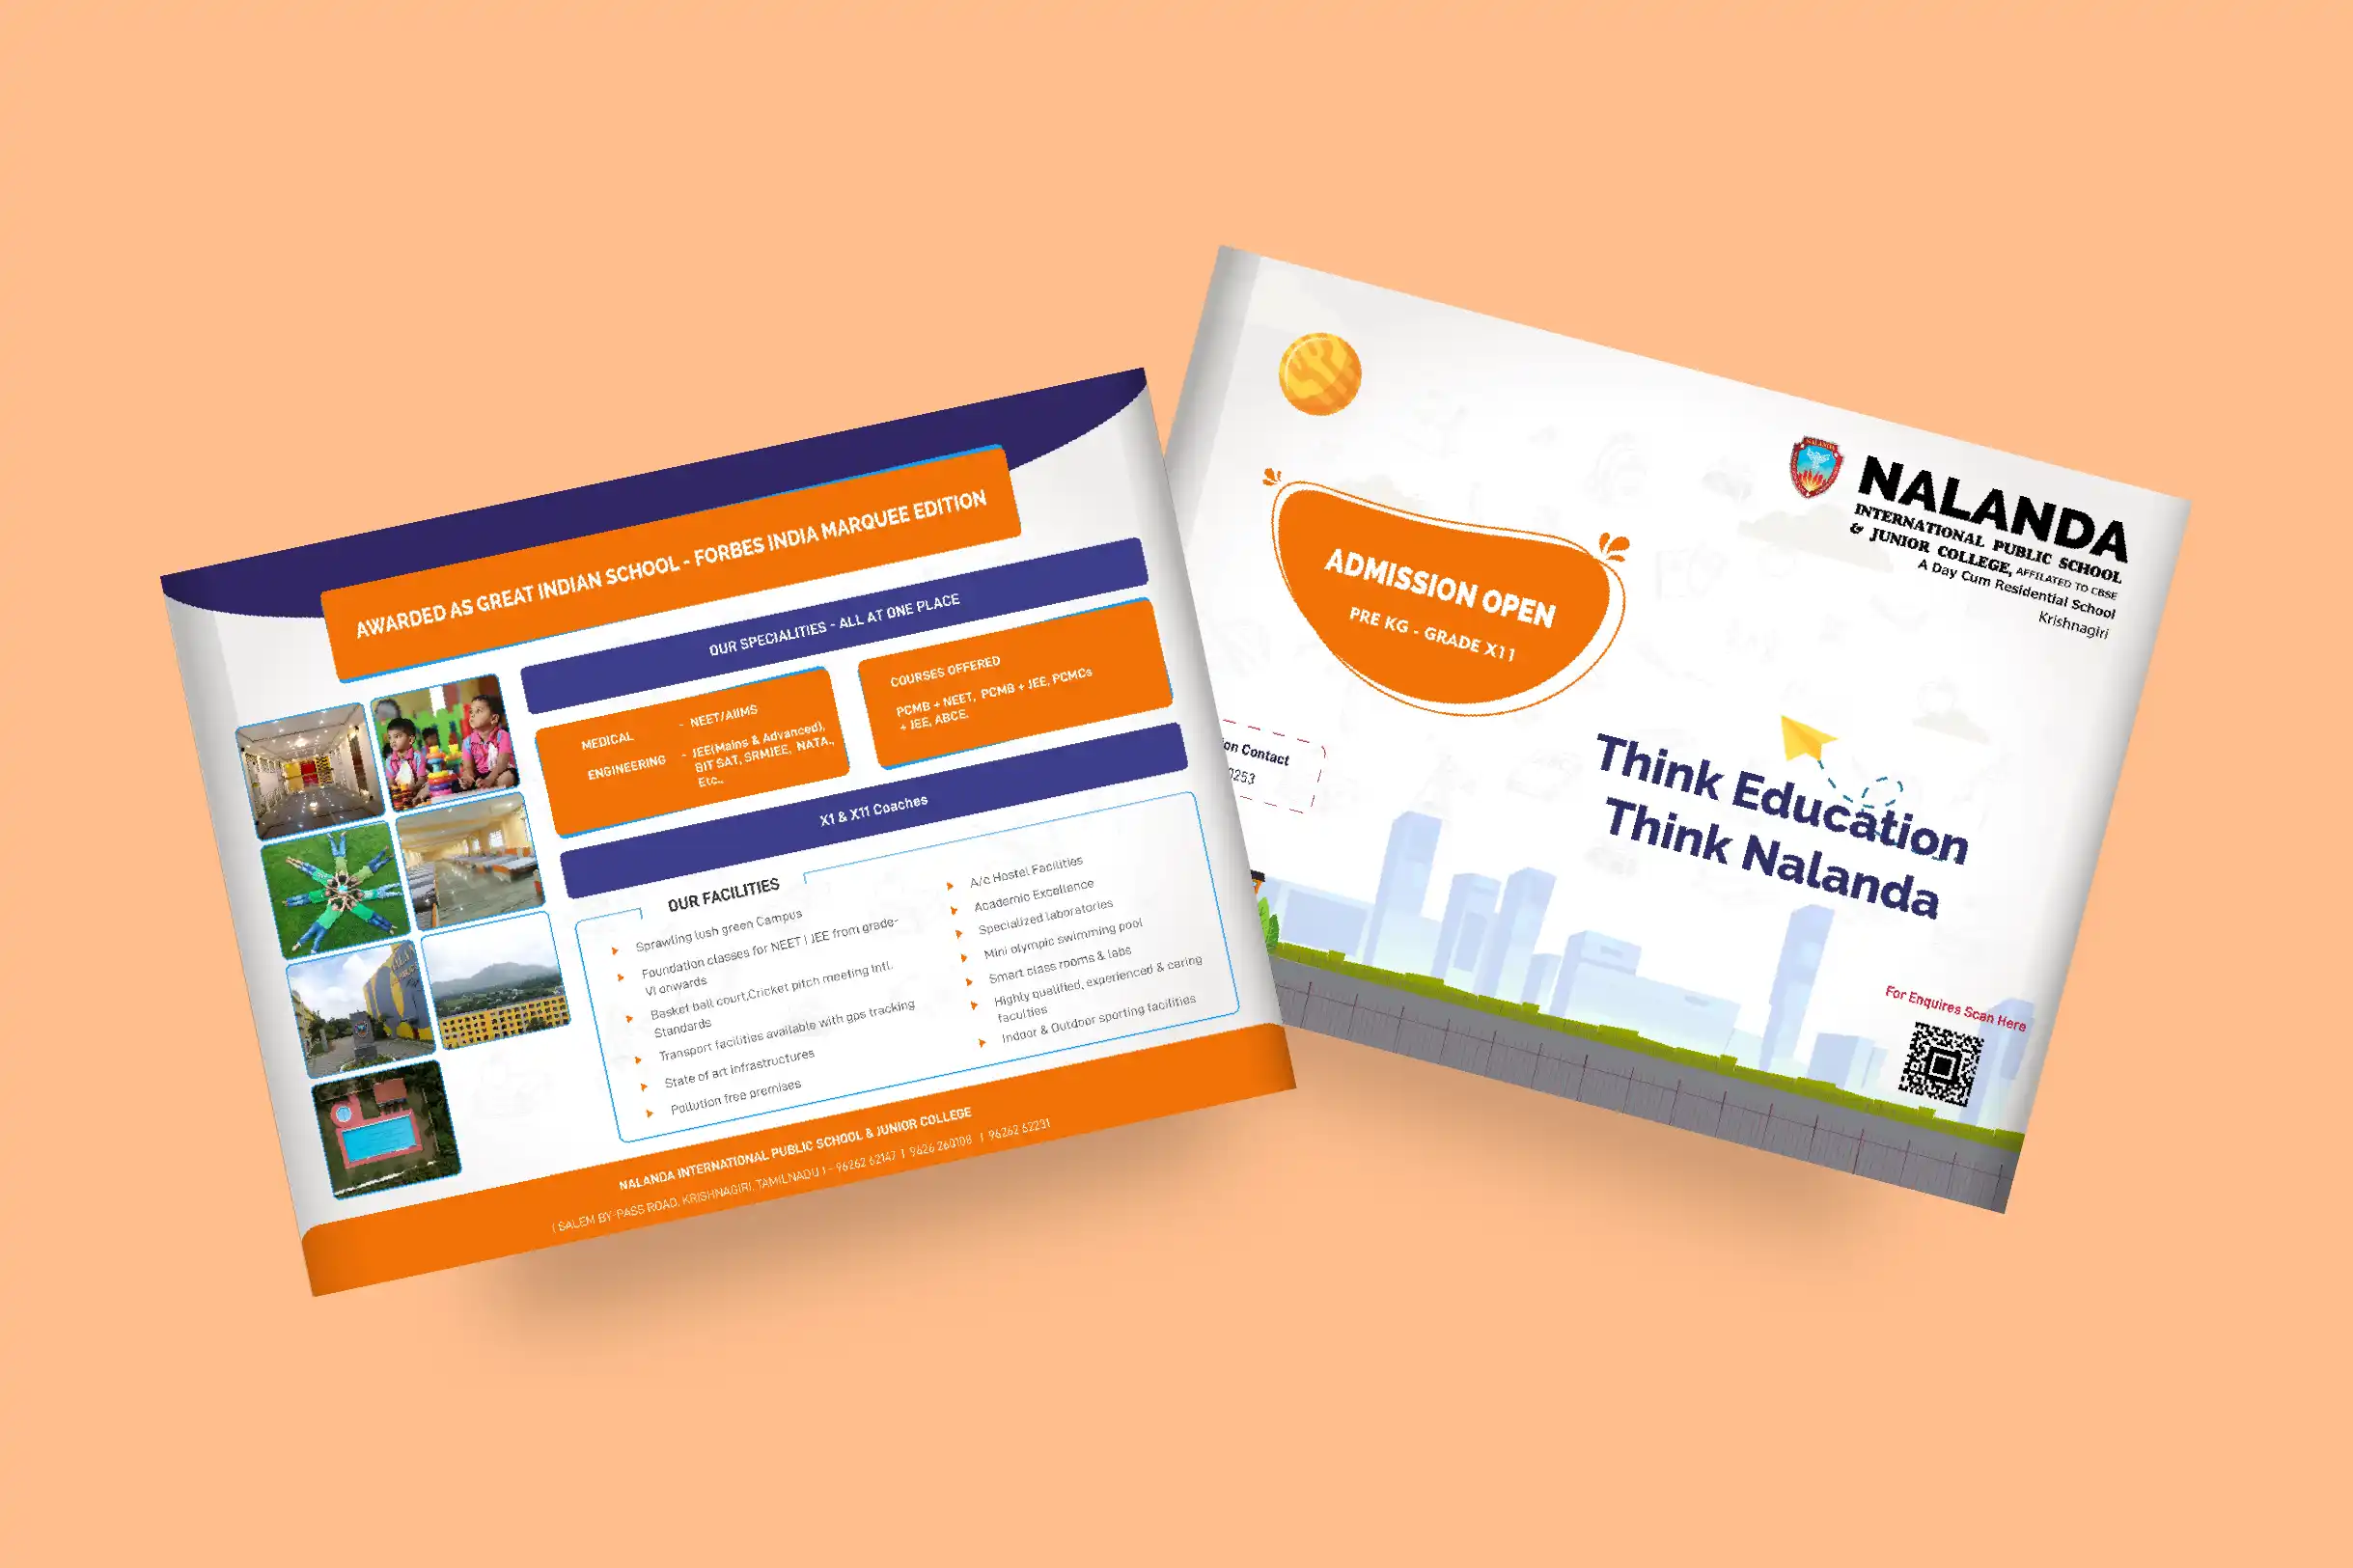 AWARDED AS GREAT INDIAN SCHOOL - FORBES INDIA MARQUEE EDITION
OUR SPECIALITIES - ALL AT ONE PLACE
MEDICAL - NEET/AIIMS
ENGINEERING - JEE(Mains & Advanced),
BIT SAT, SRMJEE, NATA.,
Etc.,
COURSES OFFERED
PCMB + NEET, PCMB + JEE, PCMCs
+ JEE, ABCE.
X1 & X11 Coaches
OUR FACILITIES
Sprawling lush green Campus
Foundation classes for NEET | JEE from grade-
VI onwards
Basket ball court,Cricket pitch meeting Intl.
Standards
Transport facilities available with gps tracking
State of art infrastructures
Pollution free premises
A/c Hostel Facilities
Academic Excellence
Specialized laboratories
Mini olympic swimming pool
Smart class rooms & labs
Highly qualified, experienced & caring
faculties
Indoor & Outdoor sporting facilities
NALANDA INTERNATIONAL PUBLIC SCHOOL & JUNIOR COLLEGE
( SALEM BY-PASS ROAD, KRISHNAGIRI, TAMILNADU ) - 96262 62147 | 9626 260108 | 96262 62231
NALANDA
NALANDA
INTERNATIONAL PUBLIC SCHOOL
& JUNIOR COLLEGE, AFFILATED TO CBSE
A Day Cum Residential School
Krishnagiri
ADMISSION OPEN
PRE KG - GRADE X11
on Contact
0253
Think Education
Think Nalanda
For Enquires Scan Here